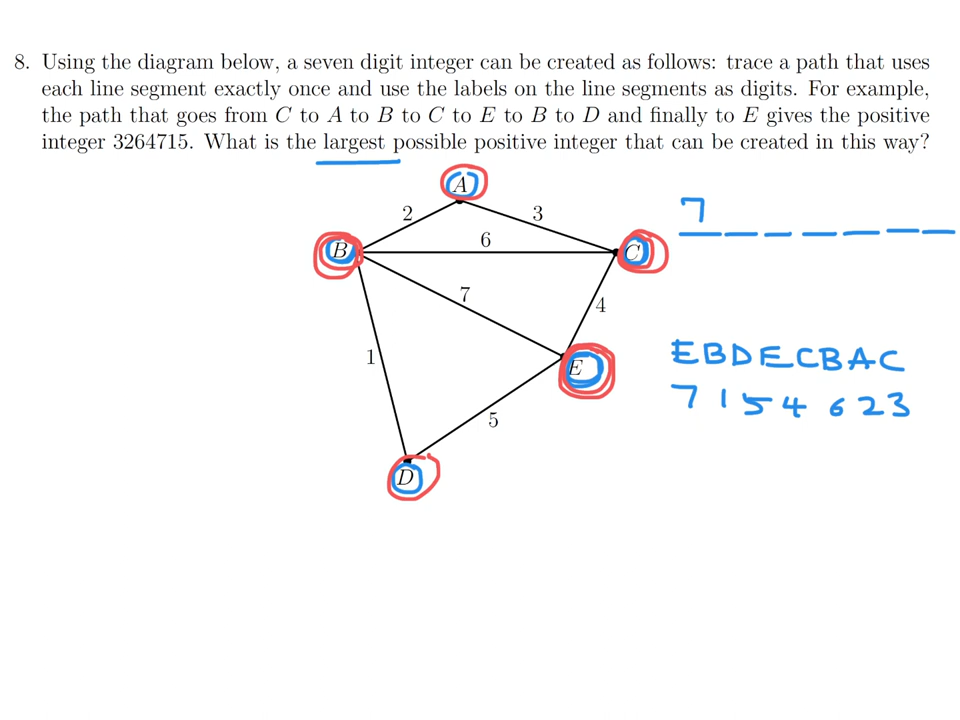 8. Using the diagram below, a seven digit integer can be created as follows: trace a path that uses
each line segment exactly once and use the labels on the line segments as digits. For example,
the path that goes from C to A to B to C to E to B to D and finally to E gives the positive
integer 3264715. What is the largest possible positive integer that can be created in this way?
A
2
3
7
B
6
C
7
4
1
E
EBDECBAC
7154623
5
D